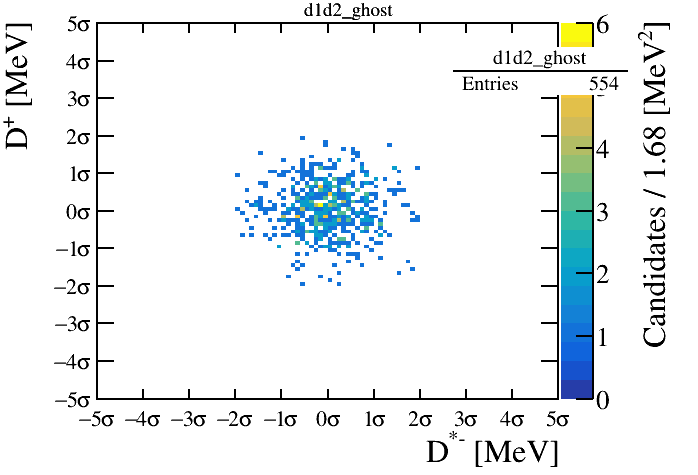 d1d2_ghost
5σ
4σ
3σ
2σ
1σ
0σ
−1σ
−2σ
−3σ
−4σ
−5σ
D⁺ [MeV]
−5σ −4σ −3σ −2σ −1σ 0σ 1σ 2σ 3σ 4σ 5σ
D*⁻ [MeV]
d1d2_ghost
Entries 554
6
4
3
2
1
0
Candidates / 1.68 [MeV²]